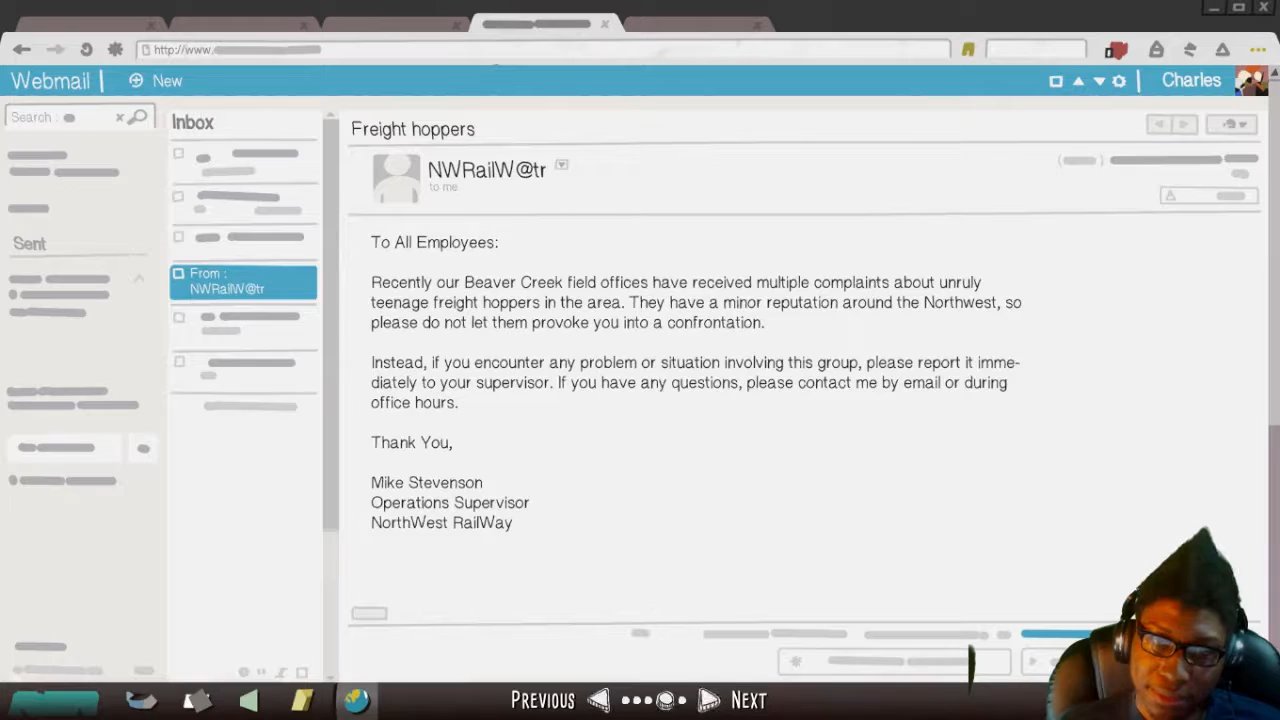 http://www.
Webmail
New
Charles
Search :
Inbox
Freight hoppers
NWRailW@tr
to me
Sent
From :
NWRailW@tr
To All Employees:
Recently our Beaver Creek field offices have received multiple complaints about unruly
teenage freight hoppers in the area. They have a minor reputation around the Northwest, so
please do not let them provoke you into a confrontation.
Instead, if you encounter any problem or situation involving this group, please report it imme-
diately to your supervisor. If you have any questions, please contact me by email or during
office hours.
Thank You,
Mike Stevenson
Operations Supervisor
NorthWest RailWay
PREVIOUS
NEXT